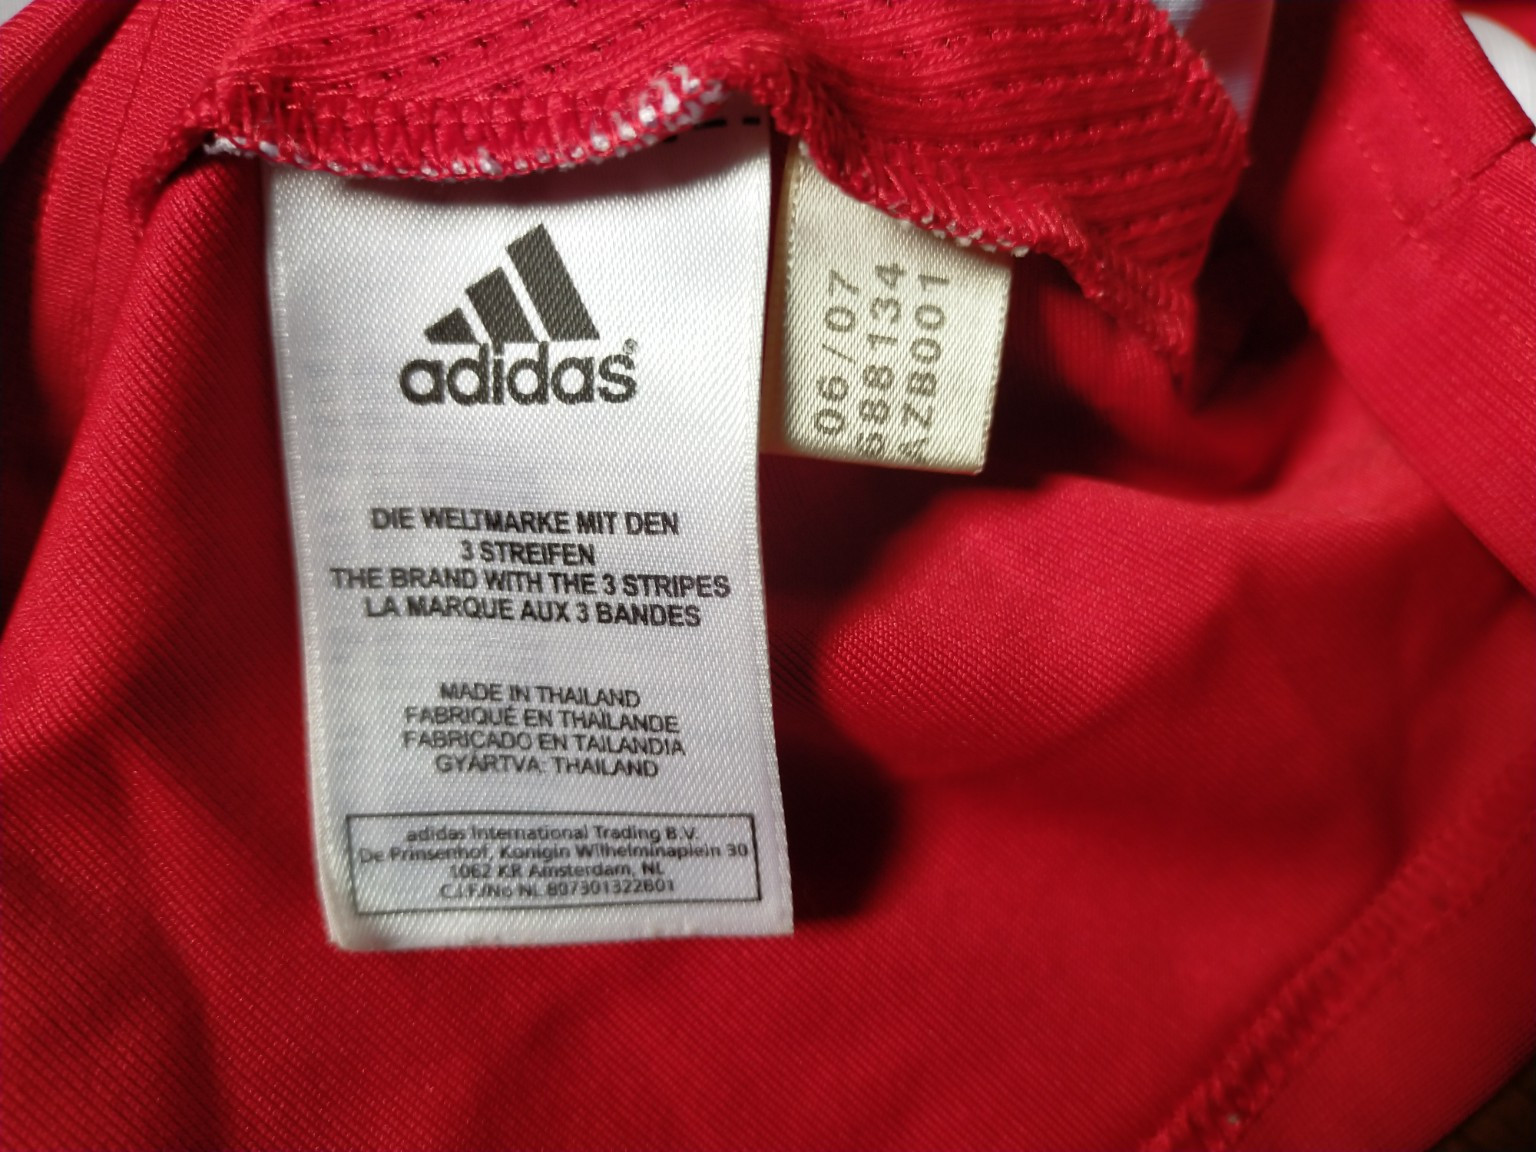 adidas®
DIE WELTMARKE MIT DEN
3 STREIFEN
THE BRAND WITH THE 3 STRIPES
LA MARQUE AUX 3 BANDES
MADE IN THAILAND
FABRIQUÉ EN THAÏLANDE
FABRICADO EN TAILANDIA
GYÁRTVA: THAILAND
adidas International Trading B.V.
De Prinsenhof, Konigin Wilhelminaplein 30
1062 KR Amsterdam, NL
C.I.F./No NL 807301322B01
06/07
588134
AZB001